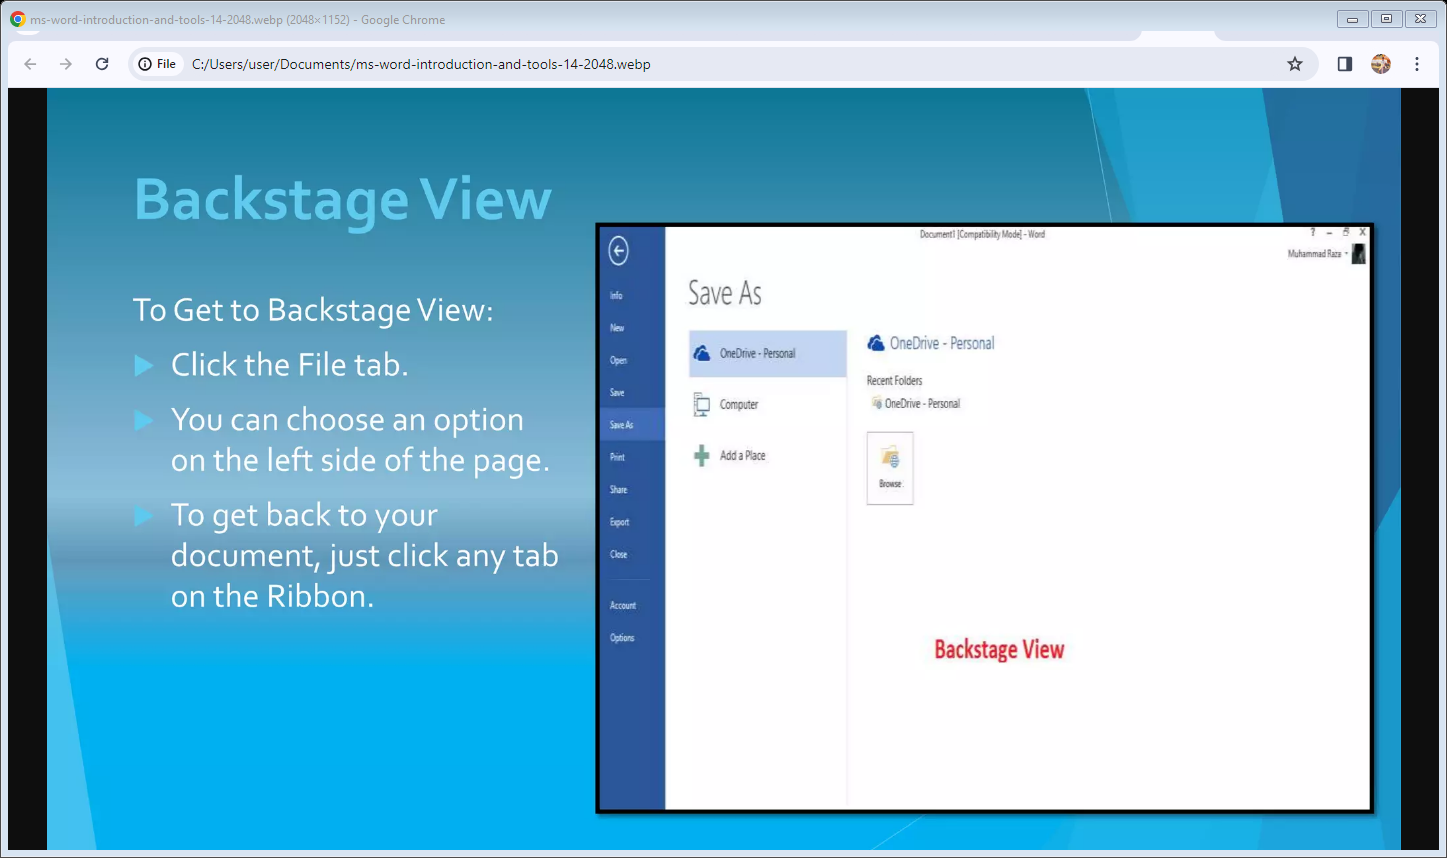 ms-word-introduction-and-tools-14-2048.webp (2048×1152) - Google Chrome
File
C:/Users/user/Documents/ms-word-introduction-and-tools-14-2048.webp
Backstage View
To Get to Backstage View:
Click the File tab.
You can choose an option
on the left side of the page.
To get back to your
document, just click any tab
on the Ribbon.
Document1 [Compatibility Mode] - Word
?
Muhammad Raza
Info
New
Open
Save
Save As
Print
Share
Export
Close
Account
Options
Save As
OneDrive - Personal
Computer
Add a Place
OneDrive - Personal
Recent Folders
OneDrive - Personal
Browse
Backstage View